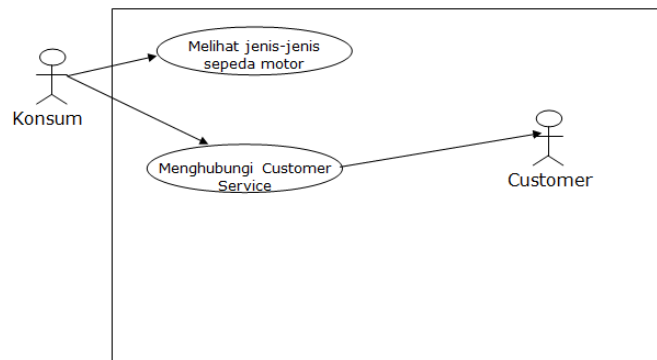 Melihat jenis-jenis
sepeda motor
Konsum
Menghubungi Customer
Service
Customer